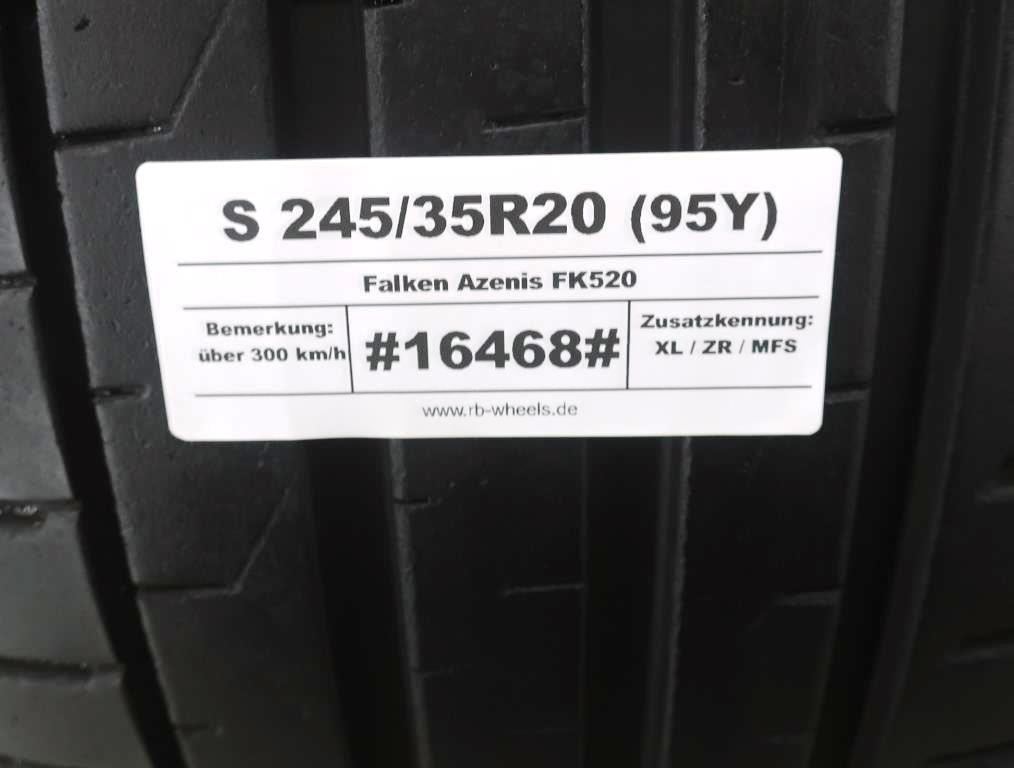 S 245/35R20 (95Y)
Falken Azenis FK520
Bemerkung:
über 300 km/h
#16468#
Zusatzkennung:
XL / ZR / MFS
www.rb-wheels.de